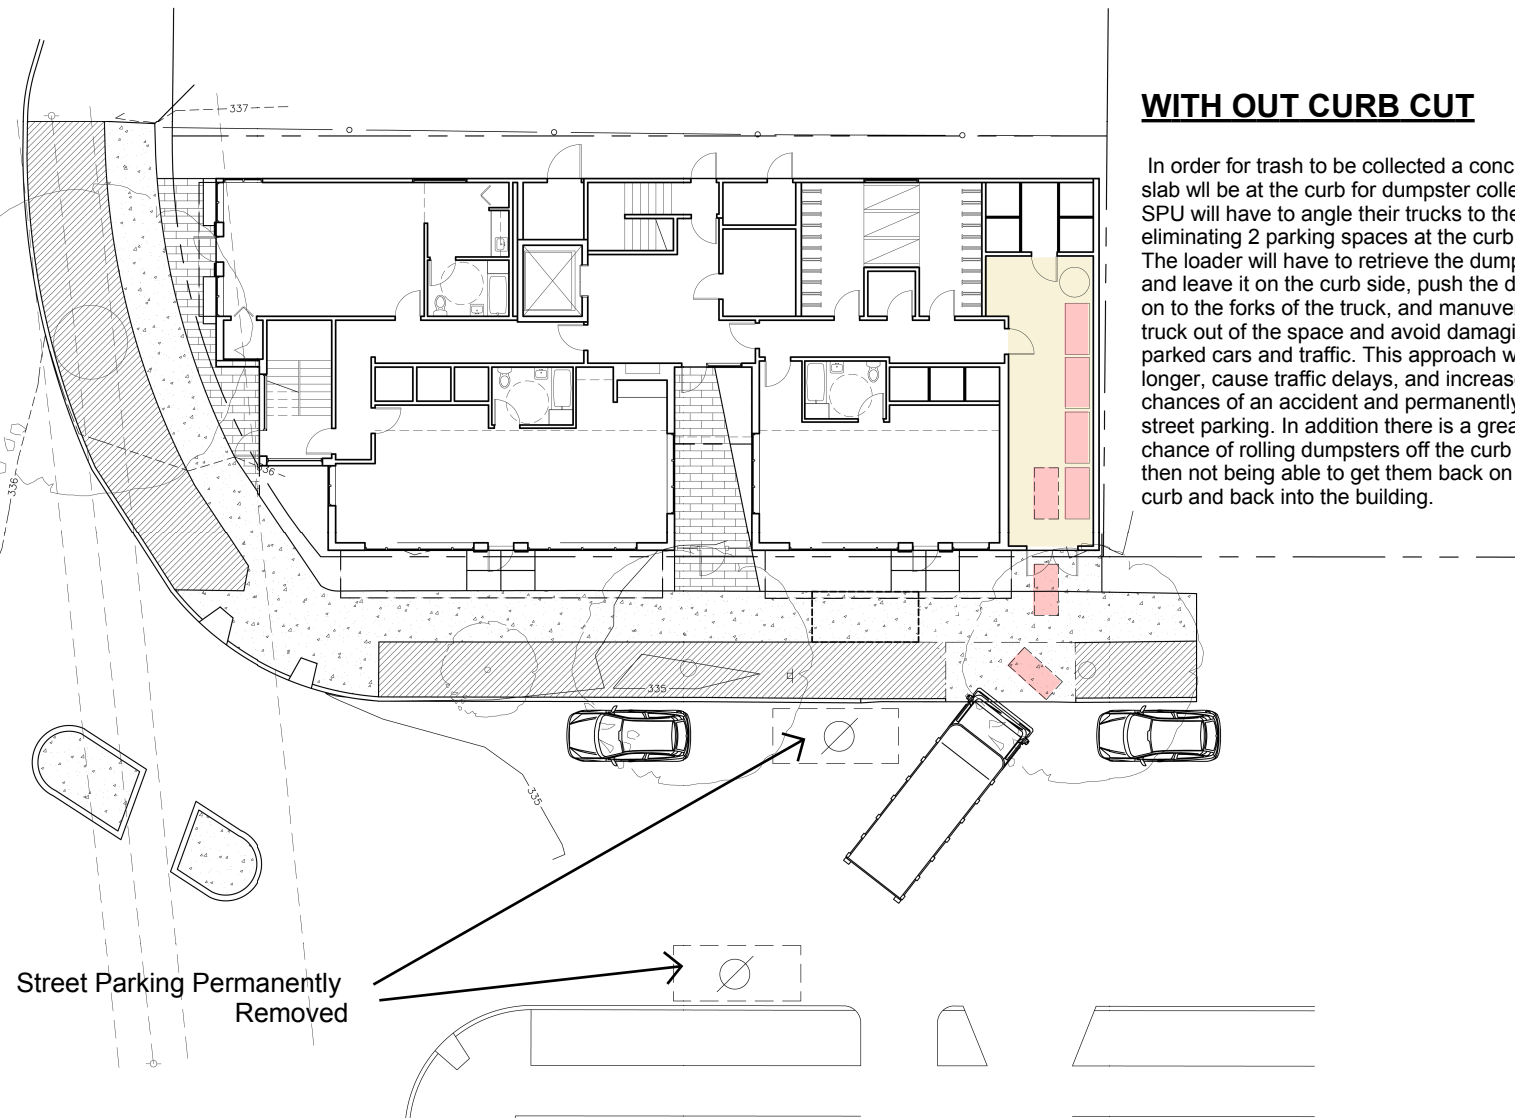 337
WITH OUT CURB CUT
In order for trash to be collected a conc
slab wll be at the curb for dumpster colle
SPU will have to angle their trucks to the
eliminating 2 parking spaces at the curb
The loader will have to retrieve the dump
and leave it on the curb side, push the d
on to the forks of the truck, and manuver
truck out of the space and avoid damagi
parked cars and traffic. This approach w
longer, cause traffic delays, and increase
chances of an accident and permanently
street parking. In addition there is a grea
chance of rolling dumpsters off the curb
then not being able to get them back on
curb and back into the building.
336
336
335
335
Street Parking Permanently
Removed